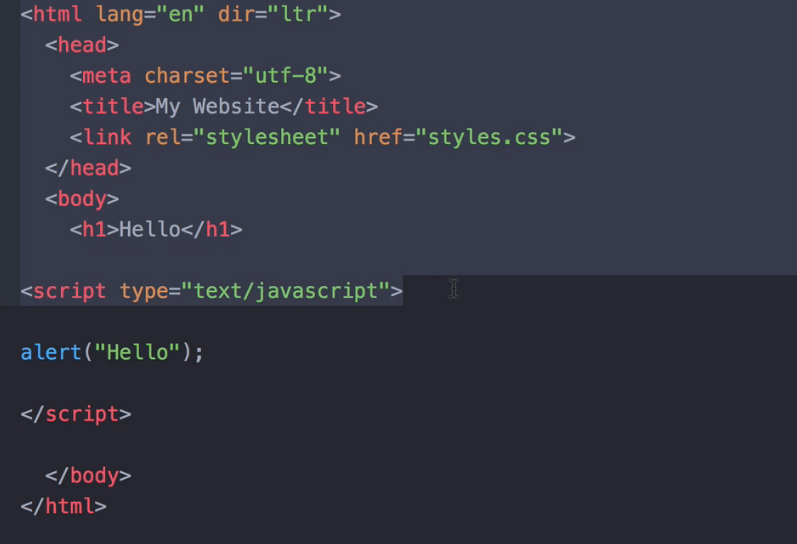 <html lang="en" dir="ltr">
<head>
<meta charset="utf-8">
<title>My Website</title>
<link rel="stylesheet" href="styles.css">
</head>
<body>
<h1>Hello</h1>
<script type="text/javascript">
alert("Hello");
</script>
</body>
</html>